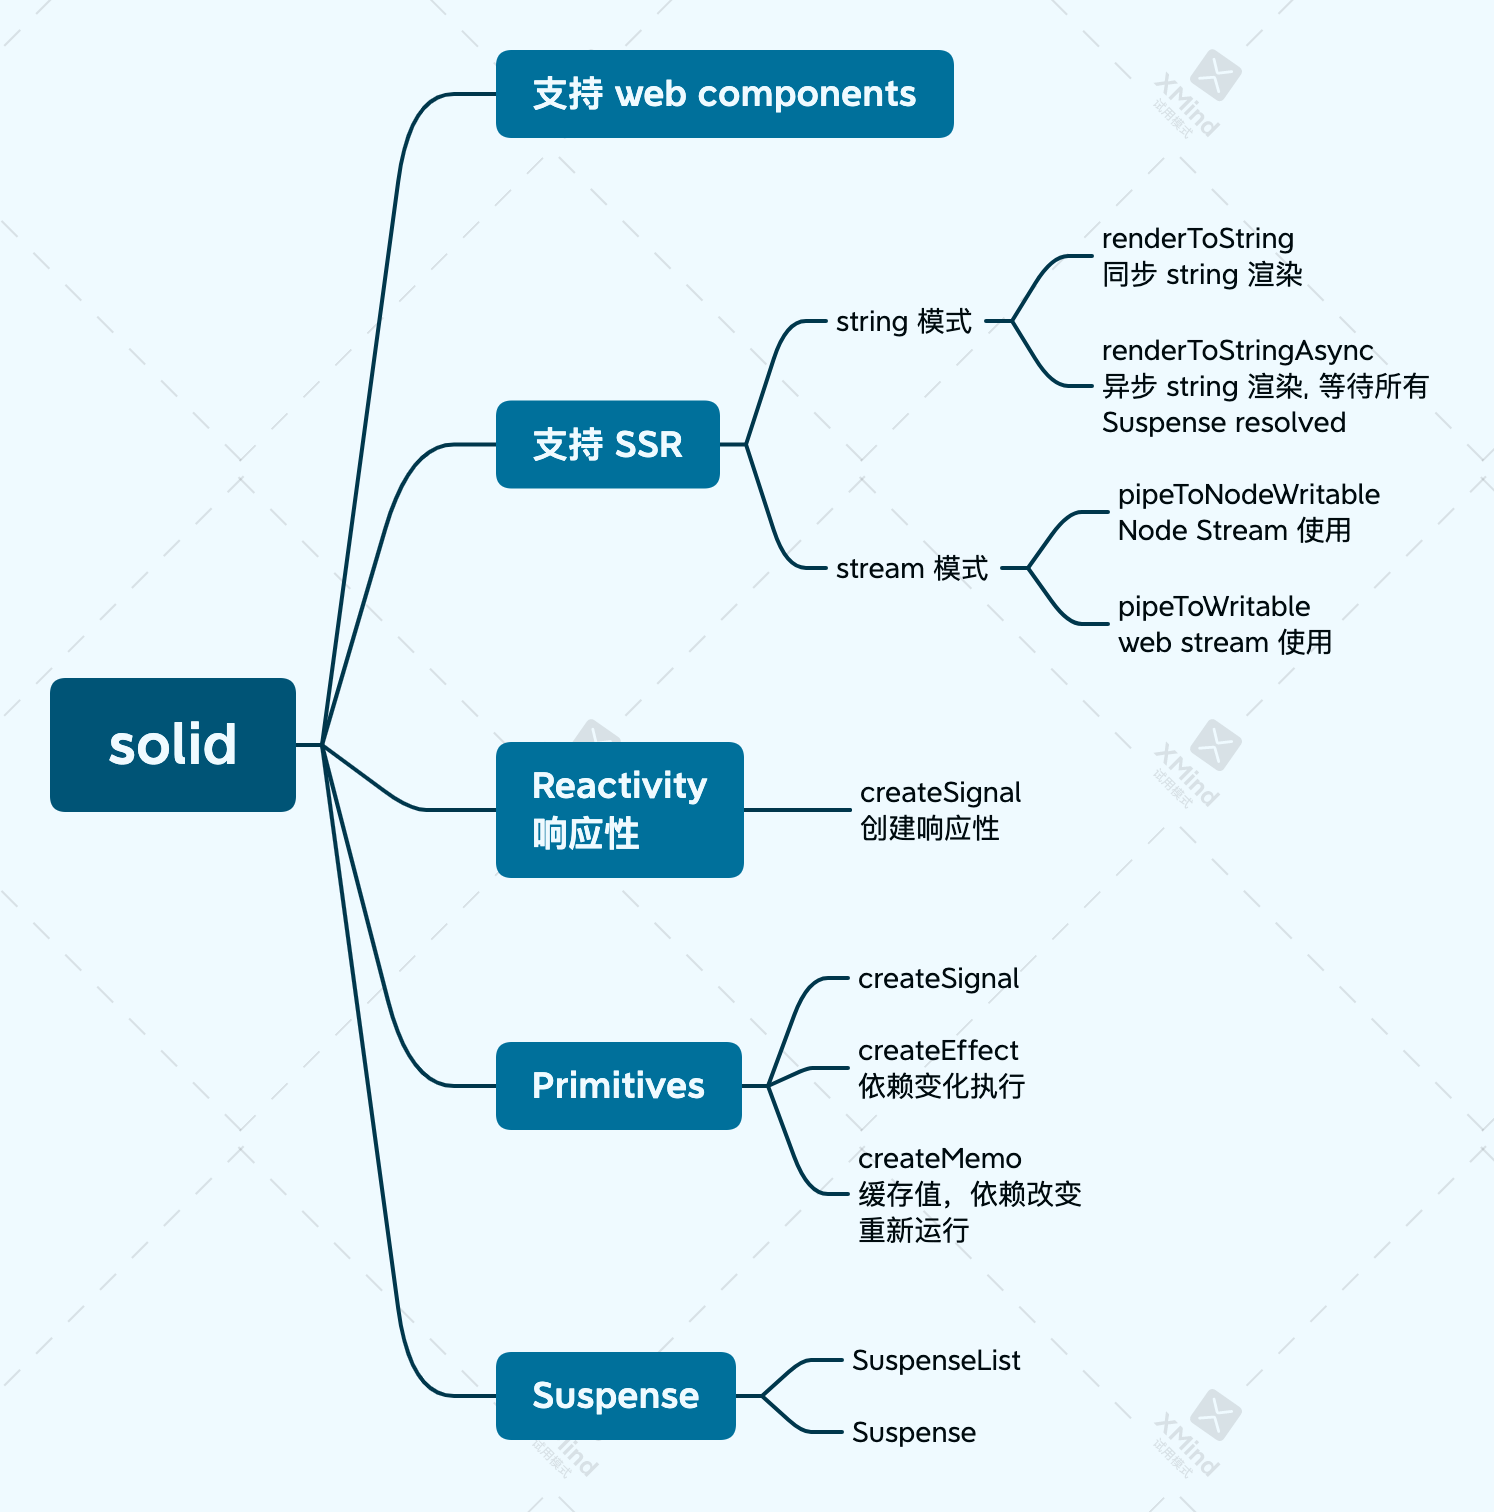 支持 web components
renderToString
同步 string 渲染
string 模式
renderToStringAsync
异步 string 渲染, 等待所有
Suspense resolved
支持 SSR
pipeToNodeWritable
Node Stream 使用
stream 模式
pipeToWritable
web stream 使用
solid
Reactivity
响应性
createSignal
创建响应性
createSignal
createEffect
依赖变化执行
Primitives
createMemo
缓存值，依赖改变
重新运行
SuspenseList
Suspense
Suspense
XMind
试用模式
XMind
试用模式
XMind
试用模式
试用模式